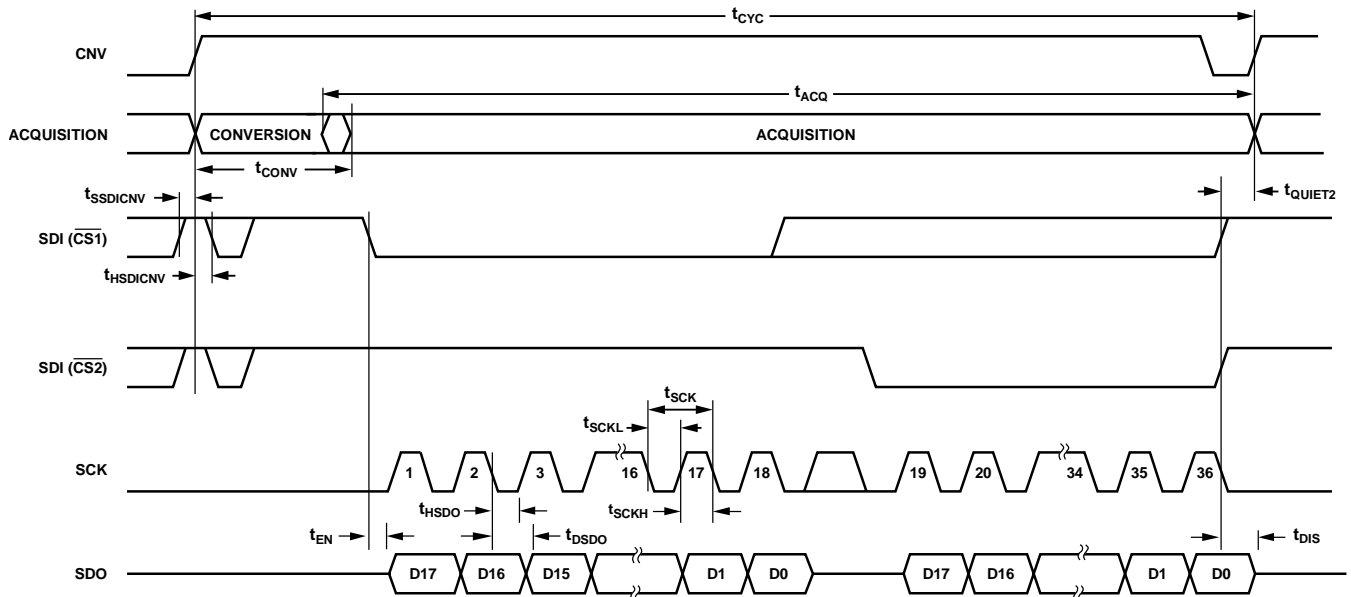 tCYC
CNV
tACQ
ACQUISITION CONVERSION ACQUISITION
tCONV
tSSDICNV
tQUIET2
SDI (CS1)
tHSDICNV
SDI (CS2)
tSCK
tSCKL
SCK 1 2 3 16 17 18 19 20 34 35 36
tHSDO
tSCKH
tEN
tDSDO
tDIS
SDO D17 D16 D15 D1 D0 D17 D16 D1 D0